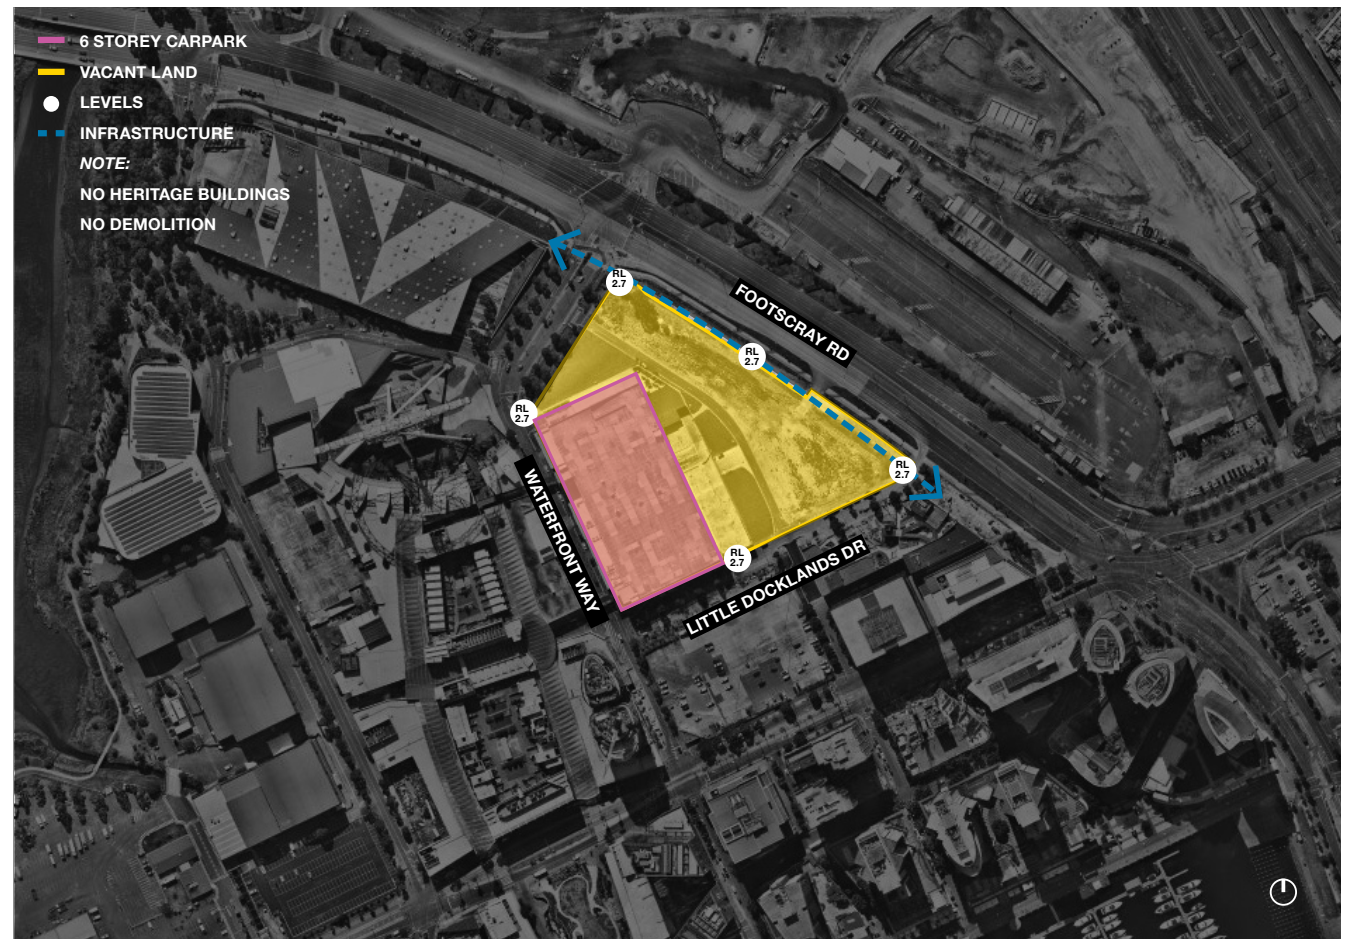 6 STOREY CARPARK
VACANT LAND
LEVELS
INFRASTRUCTURE
NOTE:
NO HERITAGE BUILDINGS
NO DEMOLITION
RL
2.7
FOOTSCRAY RD
RL
2.7
RL
2.7
RL
2.7
WATERFRONT WAY
RL
2.7
LITTLE DOCKLANDS DR